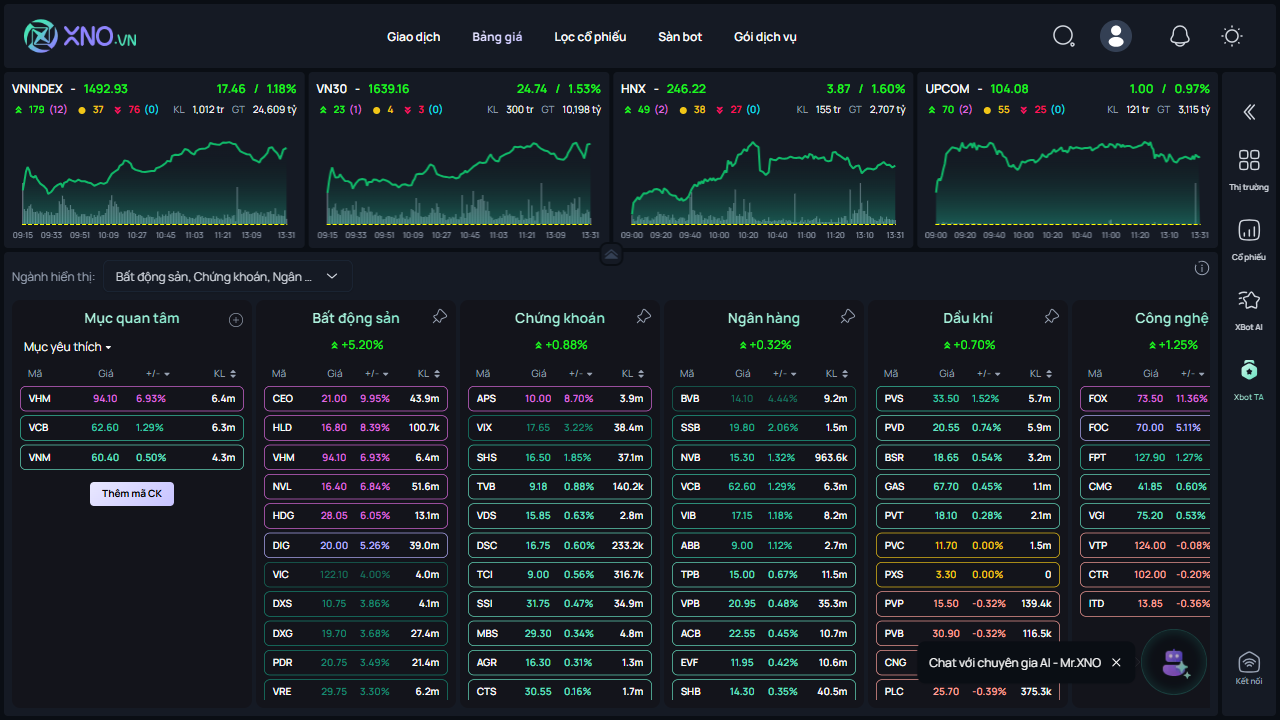 XNO.VN
Giao dịch Bảng giá Lọc cổ phiếu Sàn bot Gói dịch vụ
VNINDEX - 1492.93 17.46 / 1.18%
179 (12) 37 76 (0) KL 1,012 tr GT 24,609 tỷ
09:15 09:33 09:51 10:09 10:27 10:45 11:03 11:21 13:09 13:31
VN30 - 1639.16 24.74 / 1.53%
23 (1) 4 3 (0) KL 300 tr GT 10,198 tỷ
09:15 09:33 09:51 10:09 10:27 10:45 11:03 11:21 13:09 13:31
HNX - 246.22 3.87 / 1.60%
49 (2) 38 27 (0) KL 155 tr GT 2,707 tỷ
09:00 09:20 09:40 10:00 10:20 10:40 11:00 11:20 13:10 13:31
UPCOM - 104.08 1.00 / 0.97%
70 (2) 55 25 (0) KL 121 tr GT 3,115 tỷ
09:00 09:20 09:40 10:00 10:20 10:40 11:00 11:20 13:10 13:31
Thị trường
Cổ phiếu
XBot AI
Xbot TA
Kết nối
Ngành hiển thị: Bất động sản, Chứng khoán, Ngân ...
Mục quan tâm
Mục yêu thích
Mã Giá +/- KL
VHM 94.10 6.93% 6.4m
VCB 62.60 1.29% 6.3m
VNM 60.40 0.50% 4.3m
Thêm mã CK
Bất động sản
+5.20%
Mã Giá +/- KL
CEO 21.00 9.95% 43.9m
HLD 16.80 8.39% 100.7k
VHM 94.10 6.93% 6.4m
NVL 16.40 6.84% 51.6m
HDG 28.05 6.05% 13.1m
DIG 20.00 5.26% 39.0m
VIC 122.10 4.00% 4.0m
DXS 10.75 3.86% 4.1m
DXG 19.70 3.68% 27.4m
PDR 20.75 3.49% 21.4m
VRE 29.75 3.30% 6.2m
Chứng khoán
+0.88%
Mã Giá +/- KL
APS 10.00 8.70% 3.9m
VIX 17.65 3.22% 38.4m
SHS 16.50 1.85% 37.1m
TVB 9.18 0.88% 140.2k
VDS 15.85 0.63% 2.8m
DSC 16.75 0.60% 233.2k
TCI 9.00 0.56% 316.7k
SSI 31.75 0.47% 34.9m
MBS 29.30 0.34% 4.8m
AGR 16.30 0.31% 1.3m
CTS 30.55 0.16% 1.7m
Ngân hàng
+0.32%
Mã Giá +/- KL
BVB 14.10 4.44% 9.2m
SSB 19.80 2.06% 1.5m
NVB 15.30 1.32% 963.6k
VCB 62.60 1.29% 6.3m
VIB 17.15 1.18% 8.2m
ABB 9.00 1.12% 2.7m
TPB 15.00 0.67% 11.5m
VPB 20.95 0.48% 35.3m
ACB 22.55 0.45% 10.7m
EVF 11.95 0.42% 10.6m
SHB 14.30 0.35% 40.5m
Dầu khí
+0.70%
Mã Giá +/- KL
PVS 33.50 1.52% 5.7m
PVD 20.55 0.74% 5.9m
BSR 18.65 0.54% 3.2m
GAS 67.70 0.45% 1.1m
PVT 18.10 0.28% 2.1m
PVC 11.70 0.00% 1.5m
PXS 3.30 0.00% 0
PVP 15.50 -0.32% 139.4k
PVB 30.90 -0.32% 116.5k
CNG
PLC 25.70 -0.39% 375.3k
Công nghệ
+1.25%
Mã Giá +/-
FOX 73.50 11.36%
FOC 70.00 5.11%
FPT 127.90 1.27%
CMG 41.85 0.60%
VGI 75.20 0.53%
VTP 124.00 -0.08%
CTR 102.00 -0.20%
ITD 13.85 -0.36%
Chat với chuyên gia AI - Mr.XNO